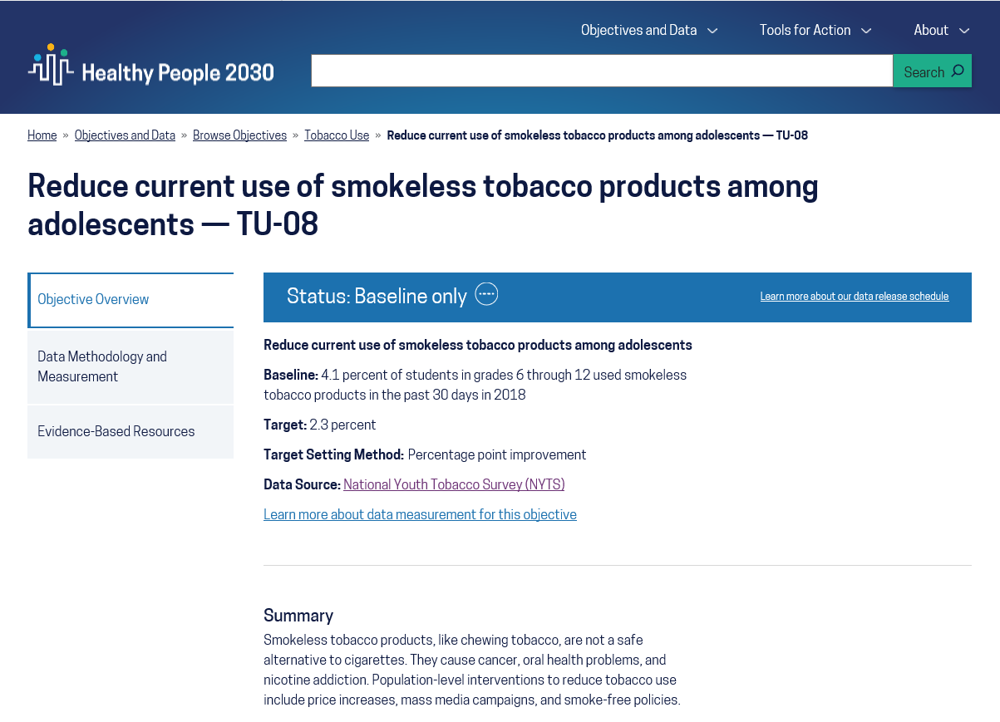 Objectives and Data
Tools for Action
About
Healthy People 2030
Search
Home » Objectives and Data » Browse Objectives » Tobacco Use » Reduce current use of smokeless tobacco products among adolescents — TU-08
Reduce current use of smokeless tobacco products among
adolescents — TU-08
Objective Overview
Data Methodology and
Measurement
Evidence-Based Resources
Status: Baseline only
Learn more about our data release schedule
Reduce current use of smokeless tobacco products among adolescents
Baseline: 4.1 percent of students in grades 6 through 12 used smokeless
tobacco products in the past 30 days in 2018
Target: 2.3 percent
Target Setting Method: Percentage point improvement
Data Source: National Youth Tobacco Survey (NYTS)
Learn more about data measurement for this objective
Summary
Smokeless tobacco products, like chewing tobacco, are not a safe
alternative to cigarettes. They cause cancer, oral health problems, and
nicotine addiction. Population-level interventions to reduce tobacco use
include price increases, mass media campaigns, and smoke-free policies.